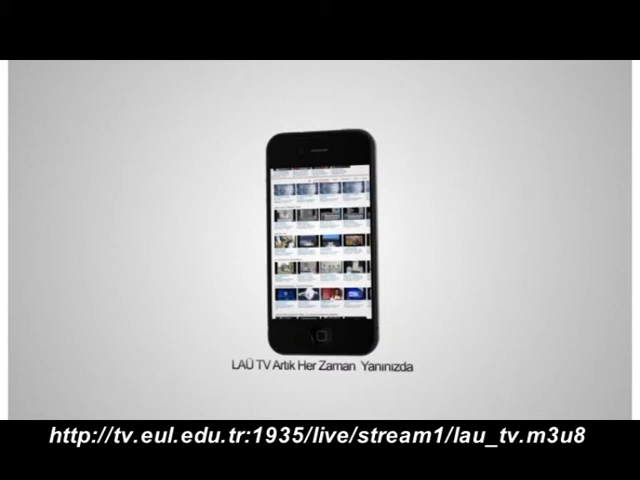 LAÜ TV Artık Her Zaman Yanınızda
http://tv.eul.edu.tr:1935/live/stream1/lau_tv.m3u8